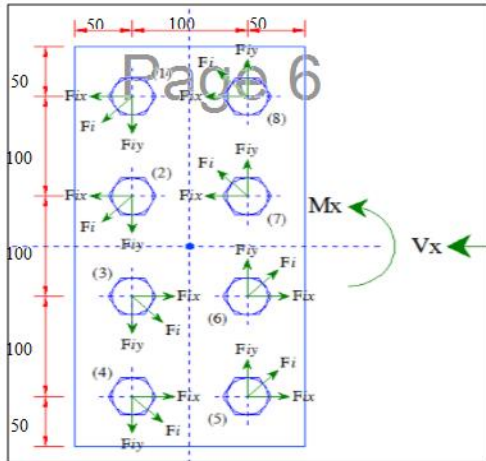 50 100 50
50
100
100
100
50
Page 6
(1) Fi Fiy
Fix Fix
Fi (8)
Fiy
(2) Fi Fiy
Fix Fix
Fi (7)
Fiy
Mx
Vx
(3) Fiy Fi
Fix Fix
Fi (6)
Fiy
(4) Fiy Fi
Fix Fix
Fi (5)
Fiy